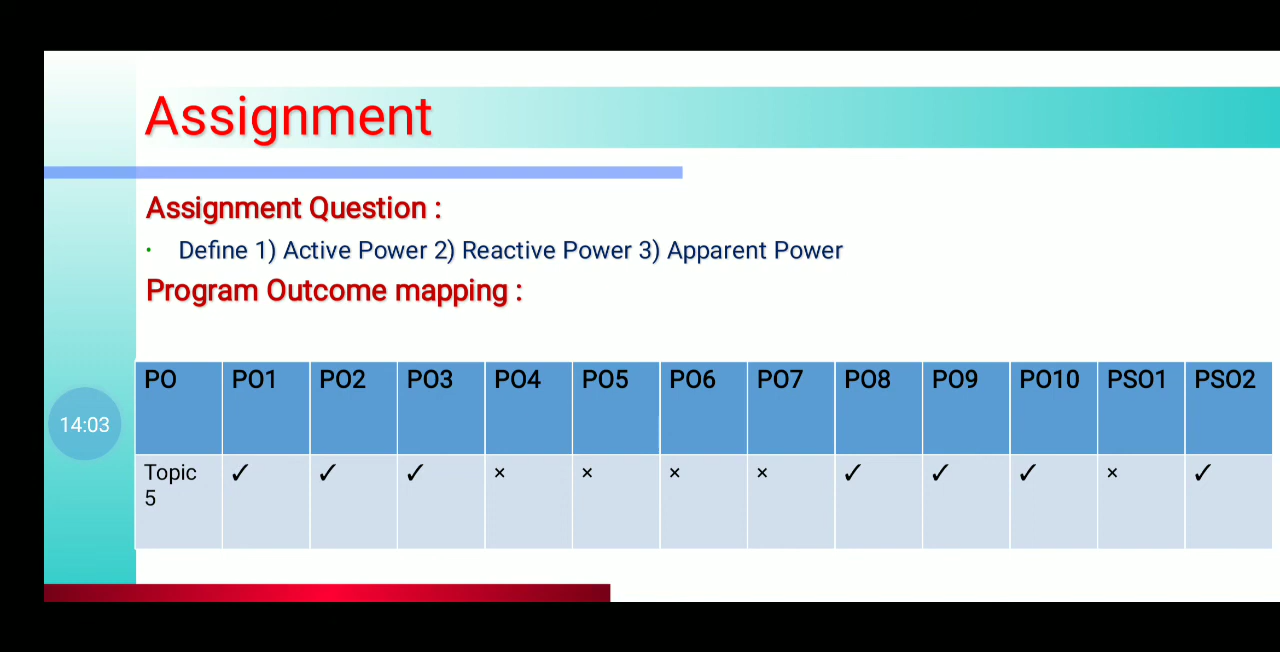 Assignment
Assignment Question :
• Define 1) Active Power 2) Reactive Power 3) Apparent Power
Program Outcome mapping :
PO PO1 PO2 PO3 PO4 PO5 PO6 PO7 PO8 PO9 PO10 PSO1 PSO2
14:03
Topic 5 ✓ ✓ ✓ × × × × ✓ ✓ ✓ × ✓